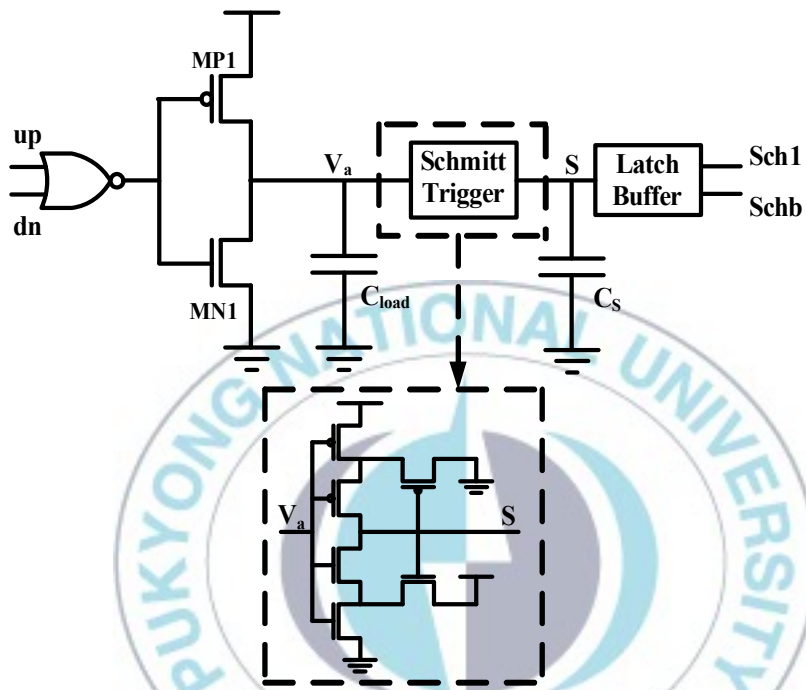 MP1
up
dn
MN1
Va
Cload
Schmitt
Trigger
S
CS
Latch
Buffer
Sch1
Schb
Va
S
PUKYONG NATIONAL UNIVERSITY